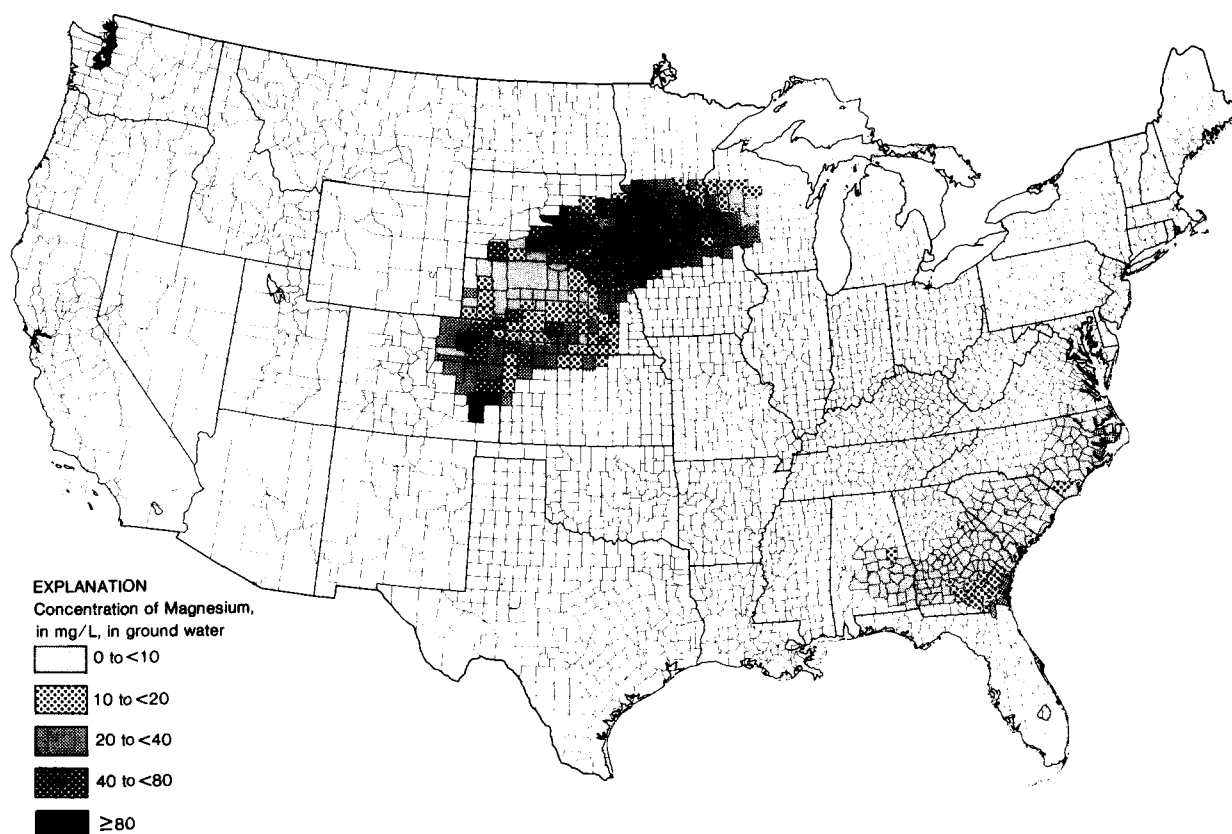 EXPLANATION
Concentration of Magnesium,
in mg/L, in ground water
0 to <10
10 to <20
20 to <40
40 to <80
≥80